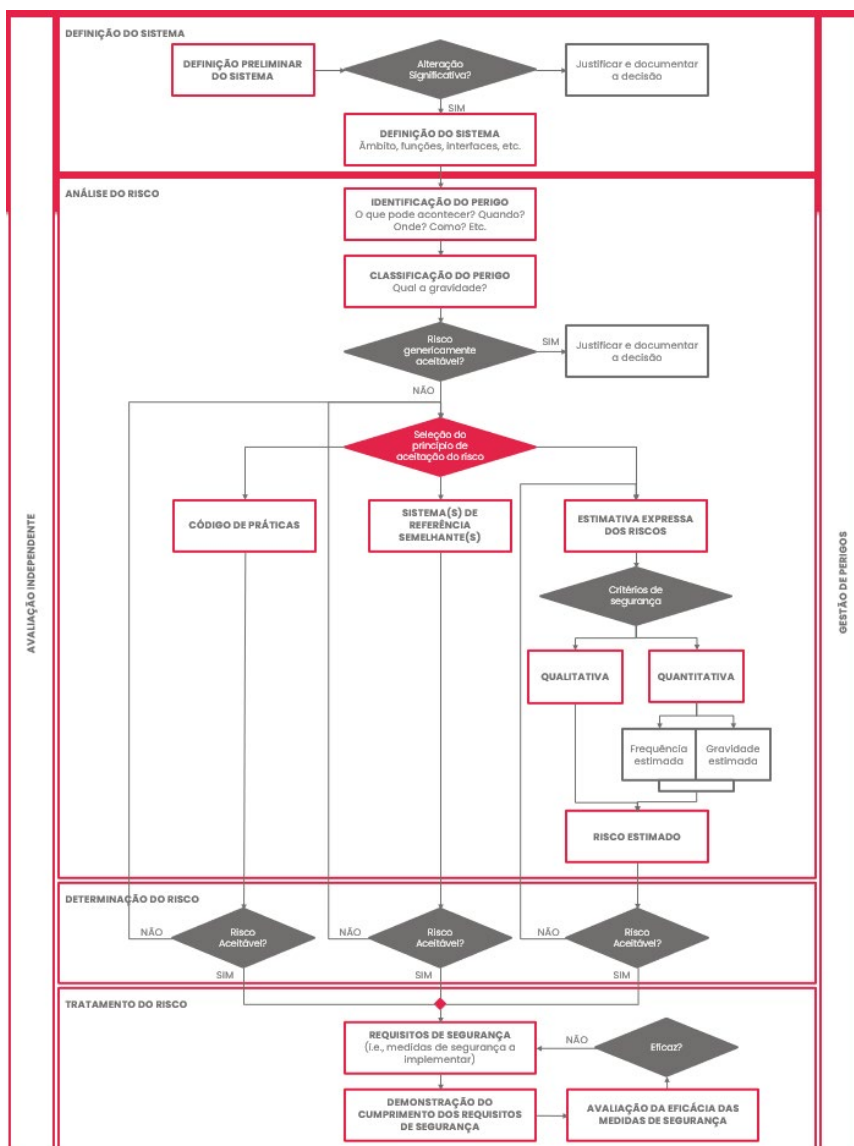 DEFINIÇÃO DO SISTEMA
DEFINIÇÃO PRELIMINAR
DO SISTEMA
Alteração
Significativa?
Justificar e documentar
a decisão
SIM
DEFINIÇÃO DO SISTEMA
Âmbito, funções, interfaces, etc.
ANÁLISE DO RISCO
IDENTIFICAÇÃO DO PERIGO
O que pode acontecer? Quando?
Onde? Como? Etc.
CLASSIFICAÇÃO DO PERIGO
Qual a gravidade?
Risco
genericamente
aceitável?
SIM
Justificar e documentar
a decisão
NÃO
Seleção do
princípio de
aceitação do risco
CÓDIGO DE PRÁTICAS
SISTEMA(S) DE
REFERÊNCIA
SEMELHANTE(S)
ESTIMATIVA EXPRESSA
DOS RISCOS
Critérios de
segurança
QUALITATIVA
QUANTITATIVA
Frequência
estimada
Gravidade
estimada
RISCO ESTIMADO
AVALIAÇÃO INDEPENDENTE
GESTÃO DE PERIGOS
DETERMINAÇÃO DO RISCO
NÃO
Risco
Aceitável?
SIM
NÃO
Risco
Aceitável?
SIM
NÃO
Risco
Aceitável?
SIM
TRATAMENTO DO RISCO
REQUISITOS DE SEGURANÇA
(i.e., medidas de segurança a
implementar)
NÃO
Eficaz?
DEMONSTRAÇÃO DO
CUMPRIMENTO DOS REQUISITOS
DE SEGURANÇA
AVALIAÇÃO DA EFICÁCIA DAS
MEDIDAS DE SEGURANÇA